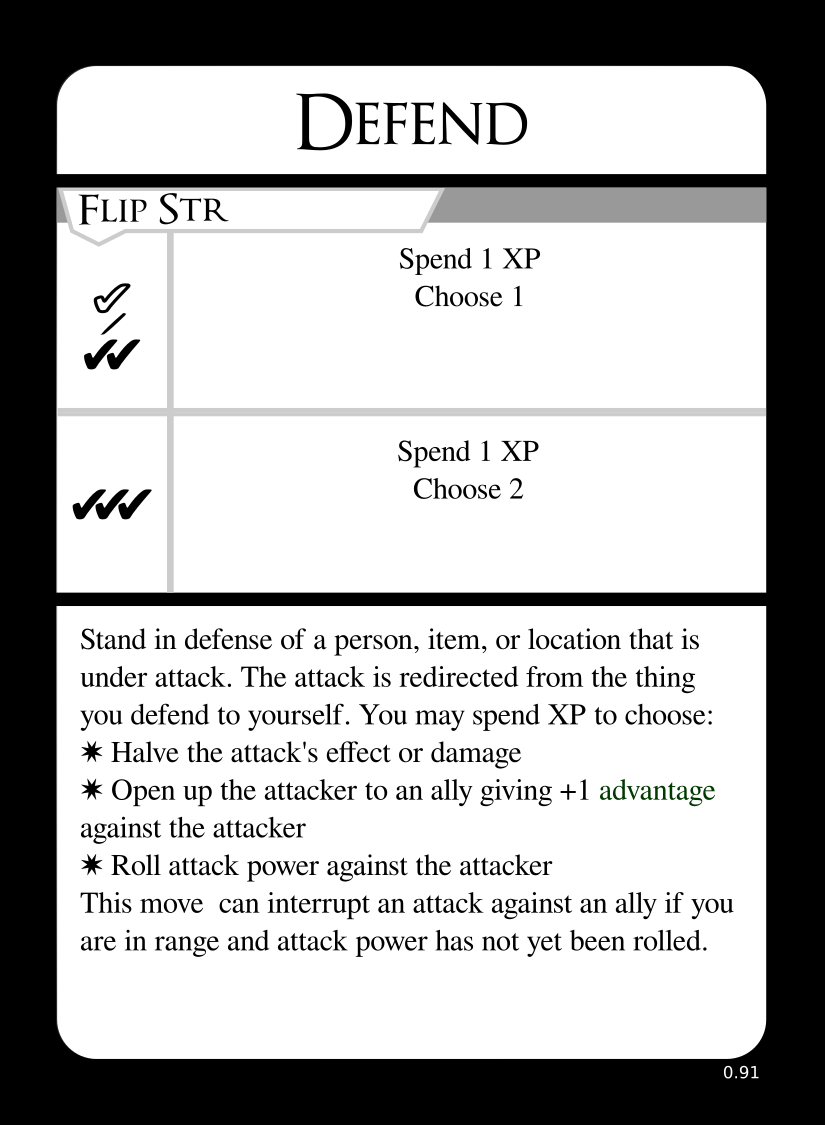 DEFEND
FLIP STR
Spend 1 XP
Choose 1
✓
/
✔✔
Spend 1 XP
Choose 2
✔✔✔
Stand in defense of a person, item, or location that is
under attack. The attack is redirected from the thing
you defend to yourself. You may spend XP to choose:
✷ Halve the attack's effect or damage
✷ Open up the attacker to an ally giving +1 advantage
against the attacker
✷ Roll attack power against the attacker
This move  can interrupt an attack against an ally if you
are in range and attack power has not yet been rolled.
0.91